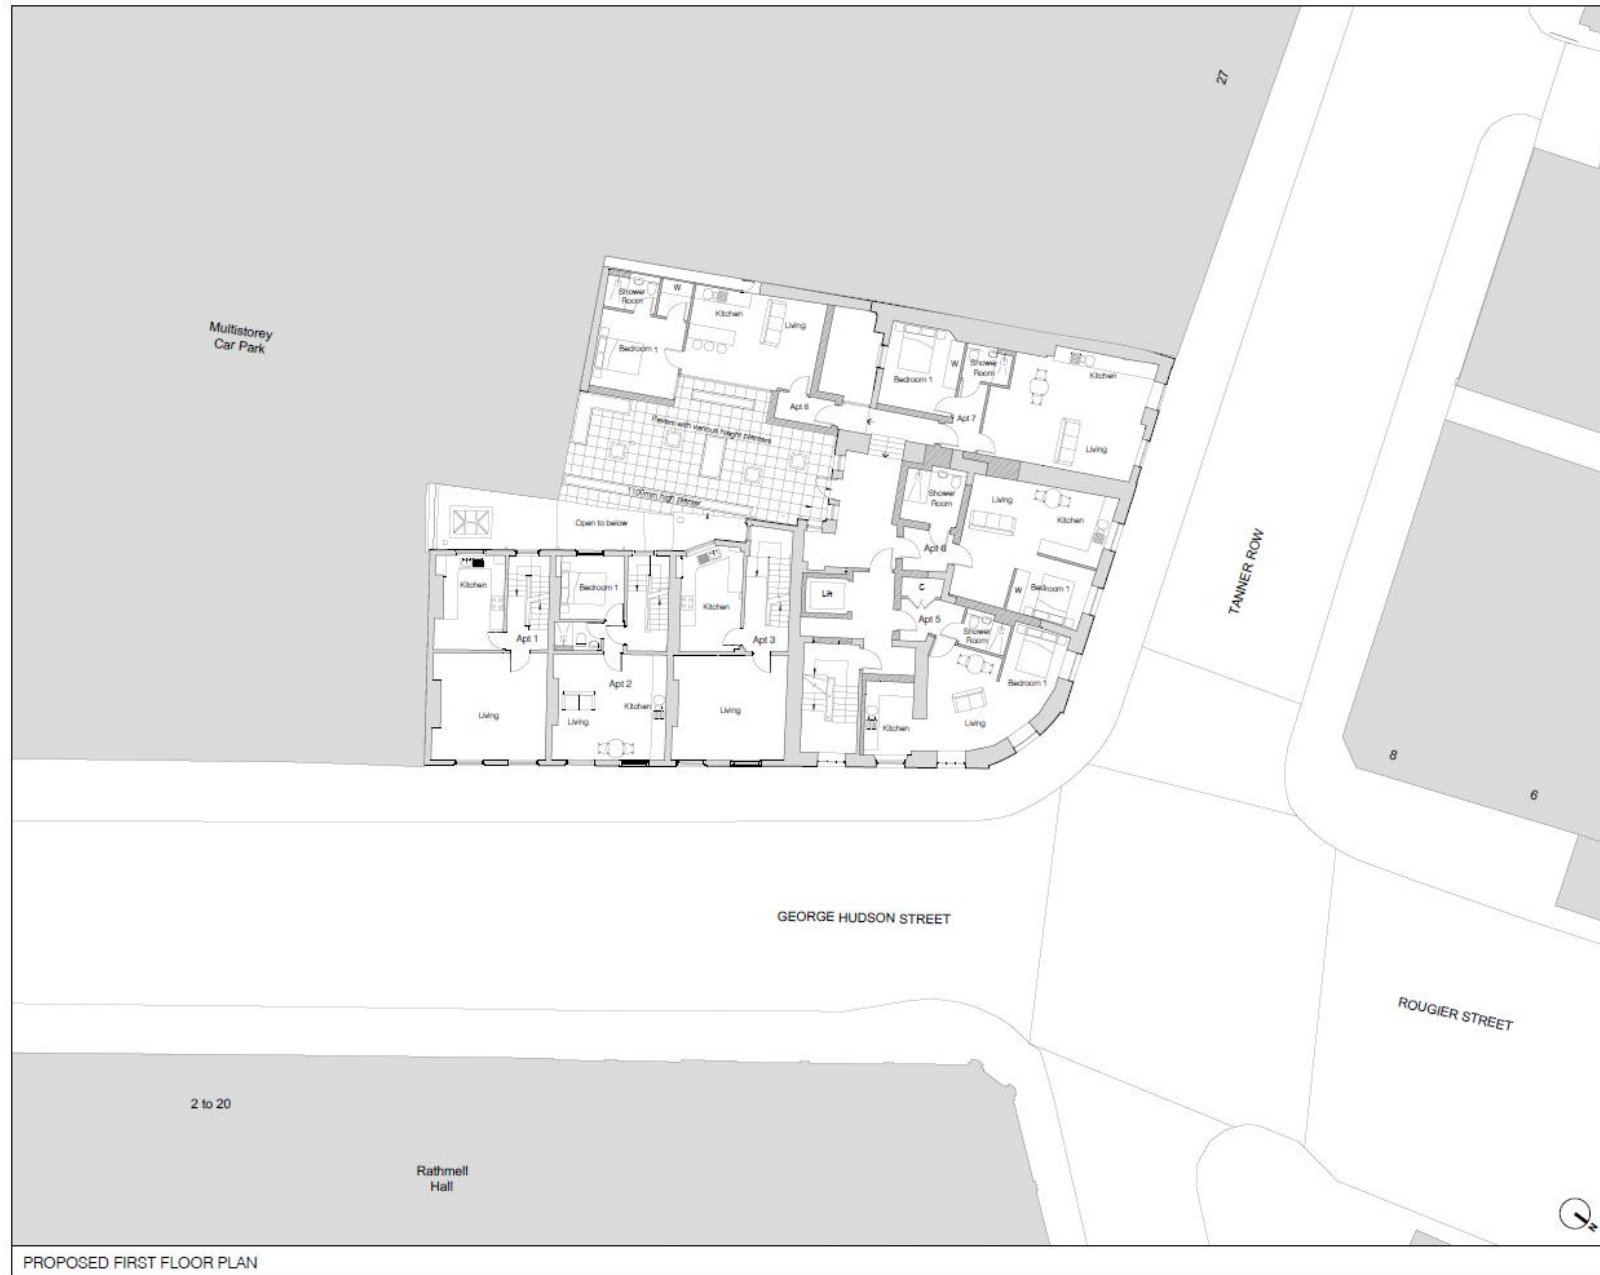 27
Multistorey
Car Park
Shower
Room
W
Kitchen
Living
Bedroom 1
Apt 6
Bedroom 1
W
Shower
Room
Kitchen
Apt 7
Living
Pavers with various height planters
1100mm high planter
Open to below
Shower
Room
Living
Kitchen
Apt 8
W
Bedroom 1
Kitchen
Bedroom 1
Kitchen
Lift
C
Apt 1
Apt 3
Apt 5
Shower
Room
Apt 2
Bedroom 1
Living
Living
Kitchen
Living
Kitchen
Living
TANNER ROW
8
6
GEORGE HUDSON STREET
ROUGIER STREET
2 to 20
Rathmell
Hall
N
PROPOSED FIRST FLOOR PLAN